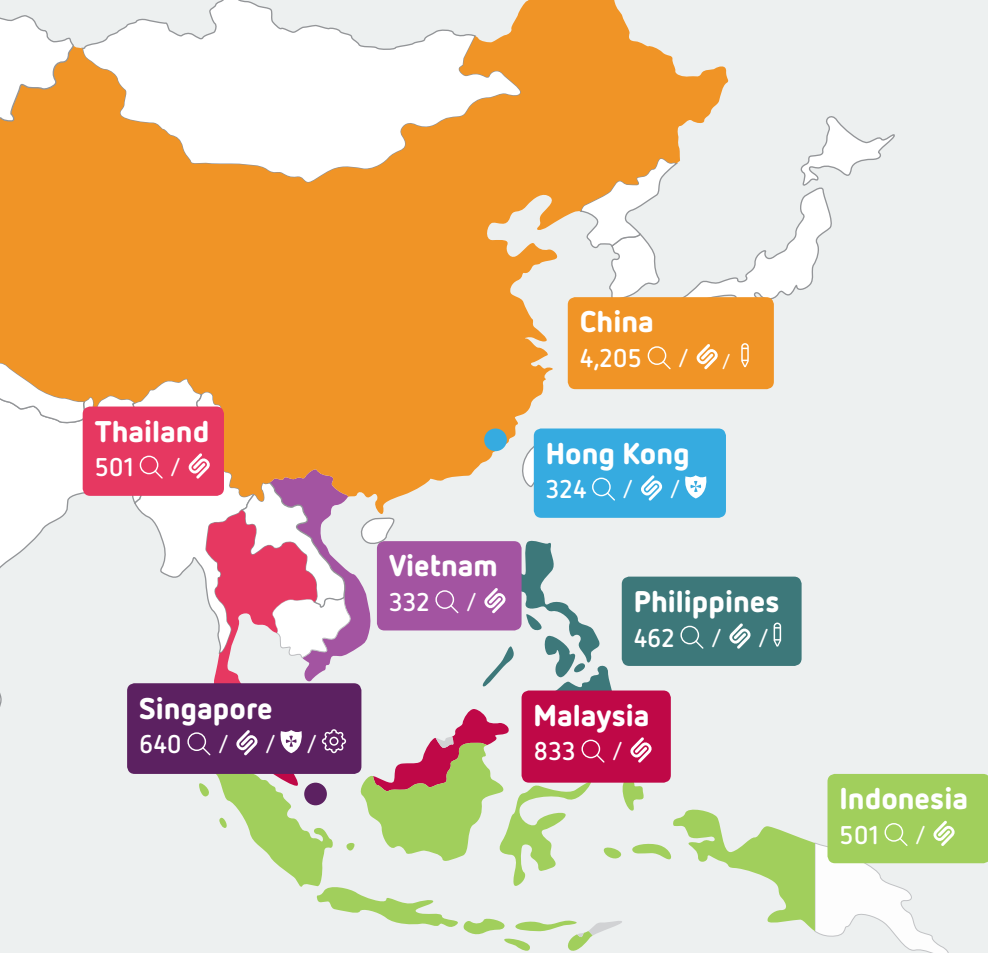 China
4,205 / /
Thailand
501 /
Hong Kong
324 / /
Vietnam
332 /
Philippines
462 / /
Singapore
640 / / /
Malaysia
833 /
Indonesia
501 /